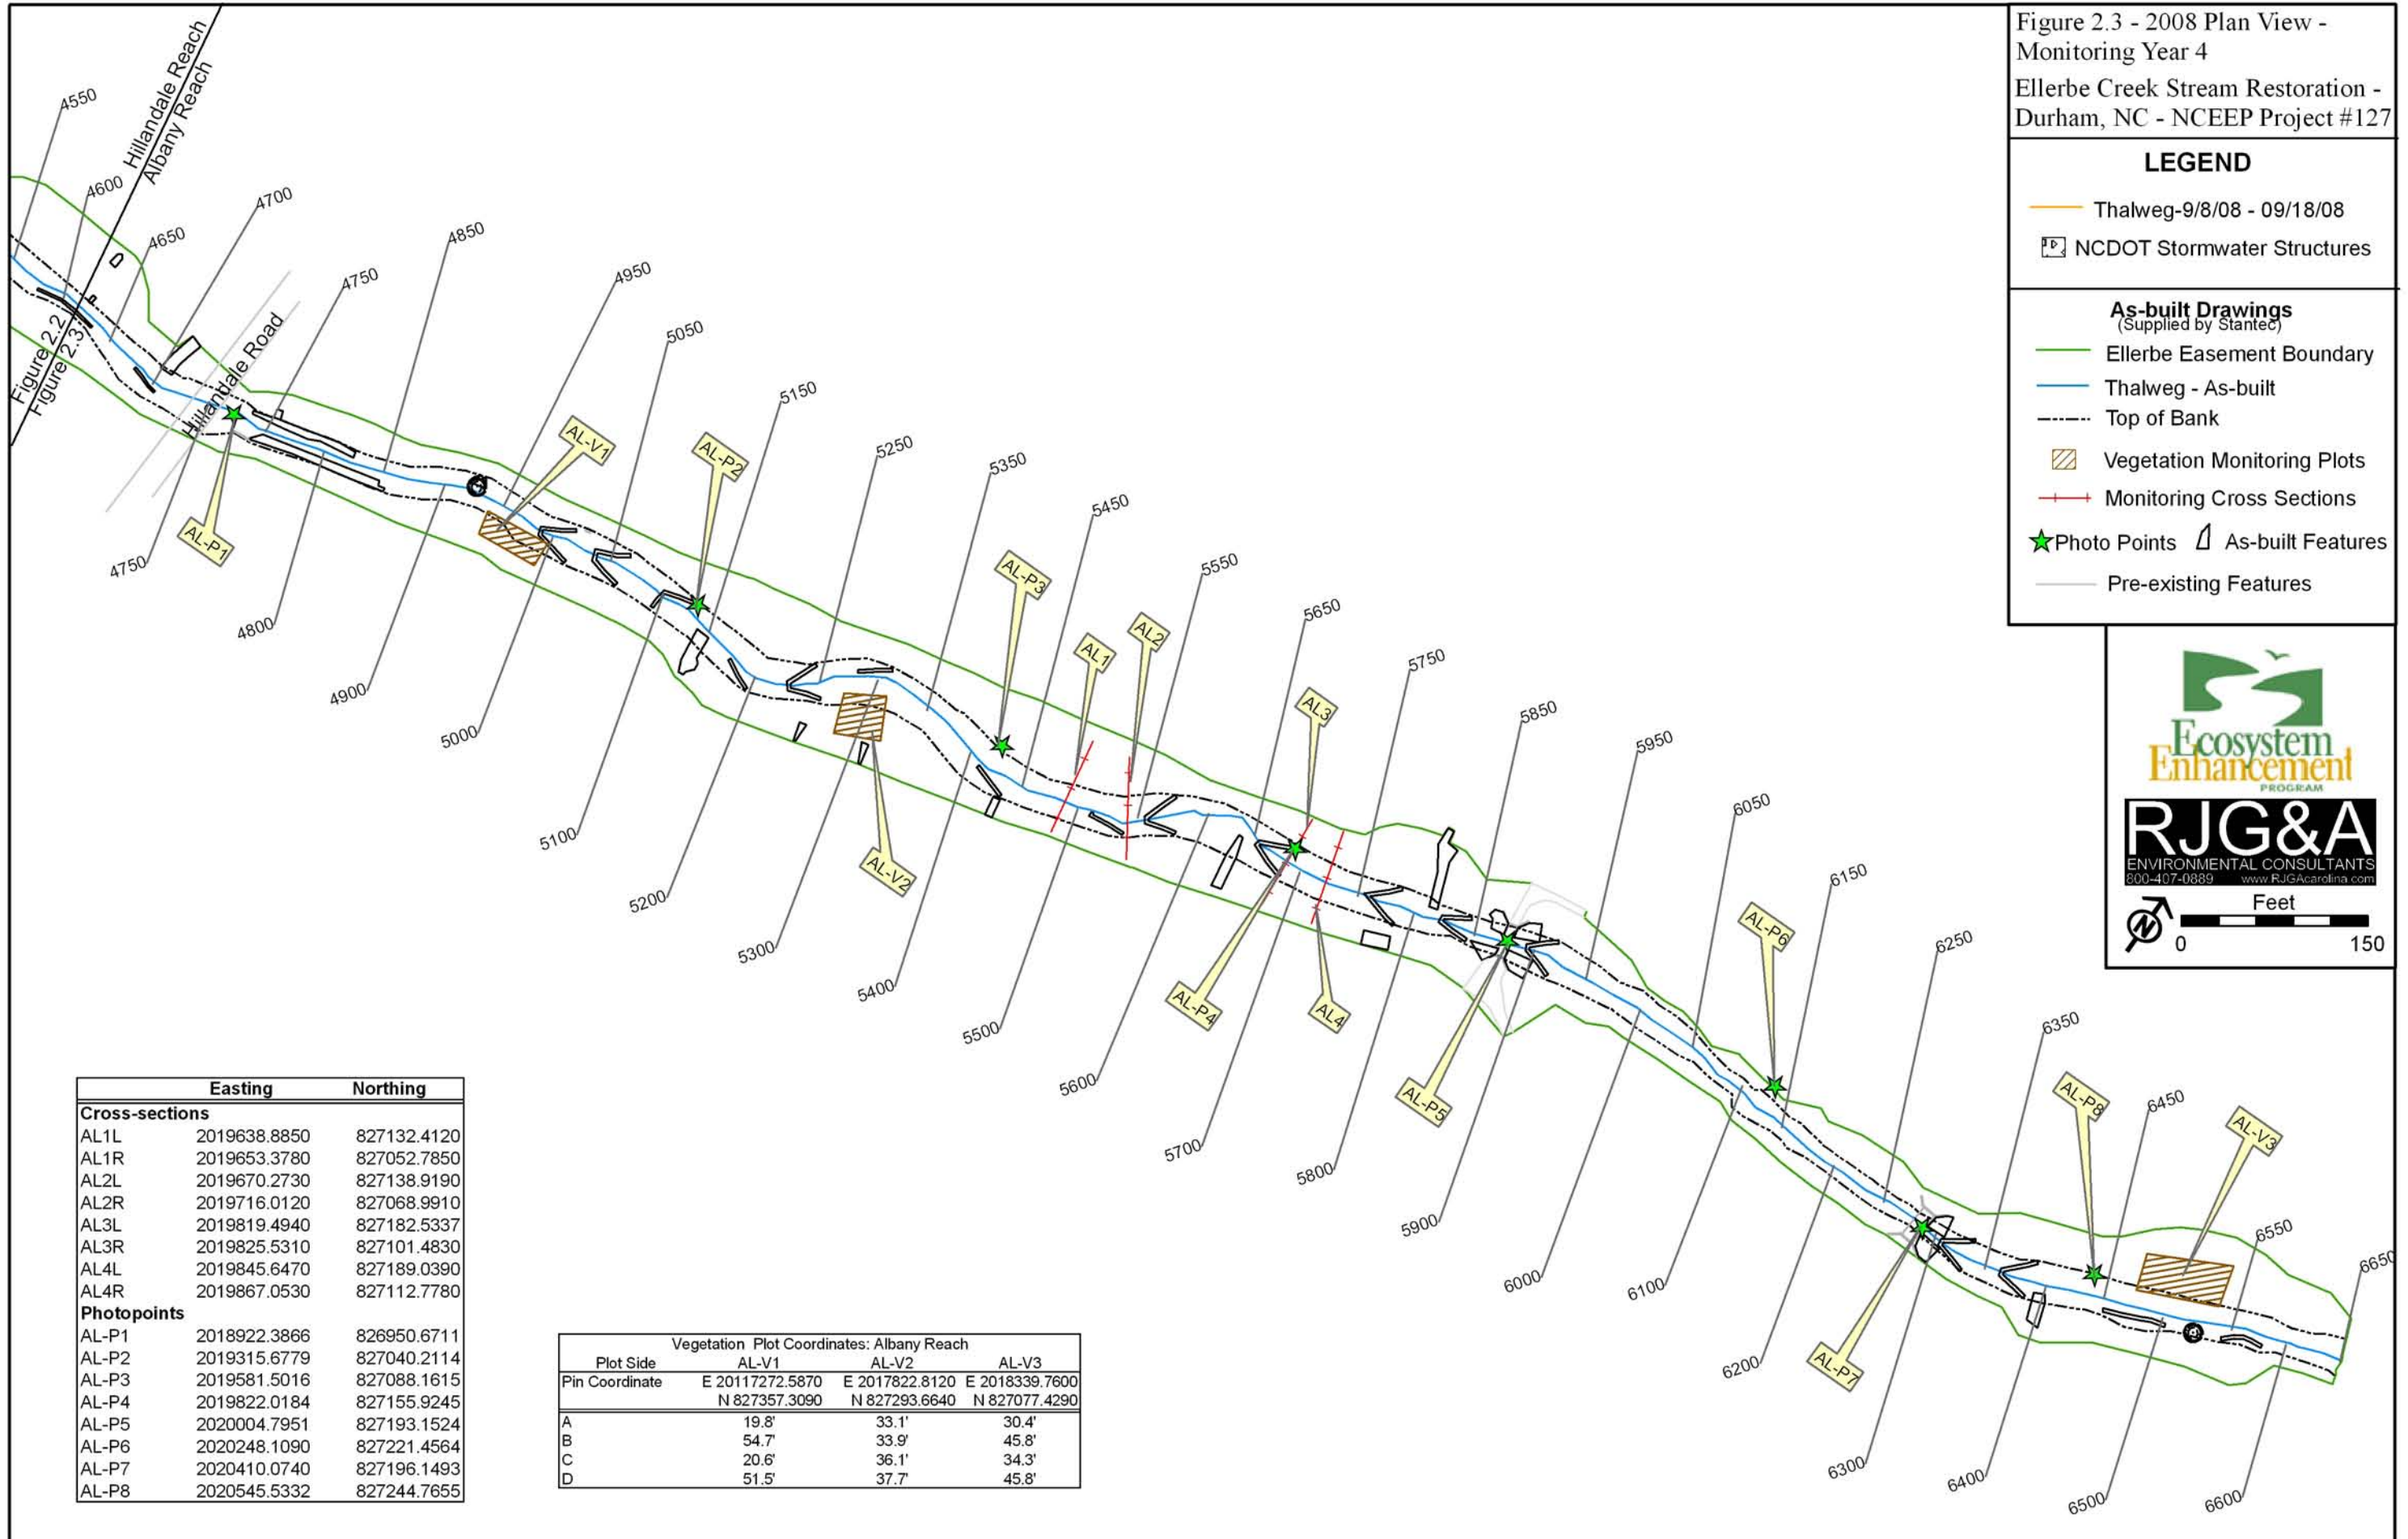 Figure 2.3 - 2008 Plan View -
Monitoring Year 4
Ellerbe Creek Stream Restoration -
Durham, NC - NCEEP Project #127
LEGEND
Thalweg-9/8/08 - 09/18/08
NCDOT Stormwater Structures
As-built Drawings
(Supplied by Stantec)
Ellerbe Easement Boundary
Thalweg - As-built
Top of Bank
Vegetation Monitoring Plots
Monitoring Cross Sections
Photo Points As-built Features
Pre-existing Features
Ecosystem
Enhancement
PROGRAM
RJG&A
ENVIRONMENTAL CONSULTANTS
800-407-0889 www.RJGAcarolina.com
N
Feet
0 150
Hillandale Reach
Albany Reach
Figure 2.2
Figure 2.3
Hillandale Road
4550
4600
4650
4700
4750
4850
4950
5050
5150
5250
5350
5450
5550
5650
5750
5850
5950
6050
6150
6250
6350
6450
6550
6650
AL-V1
AL-P2
AL-P3
AL1
AL2
AL3
AL-P6
AL-P8
AL-V3
AL-P1
AL-V2
AL-P4
AL4
AL-P5
AL-P7
4750
4800
4900
5000
5100
5200
5300
5400
5500
5600
5700
5800
5900
6000
6100
6200
6300
6400
6500
6600
Easting Northing
Cross-sections
AL1L 2019638.8850 827132.4120
AL1R 2019653.3780 827052.7850
AL2L 2019670.2730 827138.9190
AL2R 2019716.0120 827068.9910
AL3L 2019819.4940 827182.5337
AL3R 2019825.5310 827101.4830
AL4L 2019845.6470 827189.0390
AL4R 2019867.0530 827112.7780
Photopoints
AL-P1 2018922.3866 826950.6711
AL-P2 2019315.6779 827040.2114
AL-P3 2019581.5016 827088.1615
AL-P4 2019822.0184 827155.9245
AL-P5 2020004.7951 827193.1524
AL-P6 2020248.1090 827221.4564
AL-P7 2020410.0740 827196.1493
AL-P8 2020545.5332 827244.7655
Vegetation Plot Coordinates: Albany Reach
Plot Side AL-V1 AL-V2 AL-V3
Pin Coordinate E 20117272.5870 E 2017822.8120 E 2018339.7600
N 827357.3090 N 827293.6640 N 827077.4290
A 19.8' 33.1' 30.4'
B 54.7' 33.9' 45.8'
C 20.6' 36.1' 34.3'
D 51.5' 37.7' 45.8'